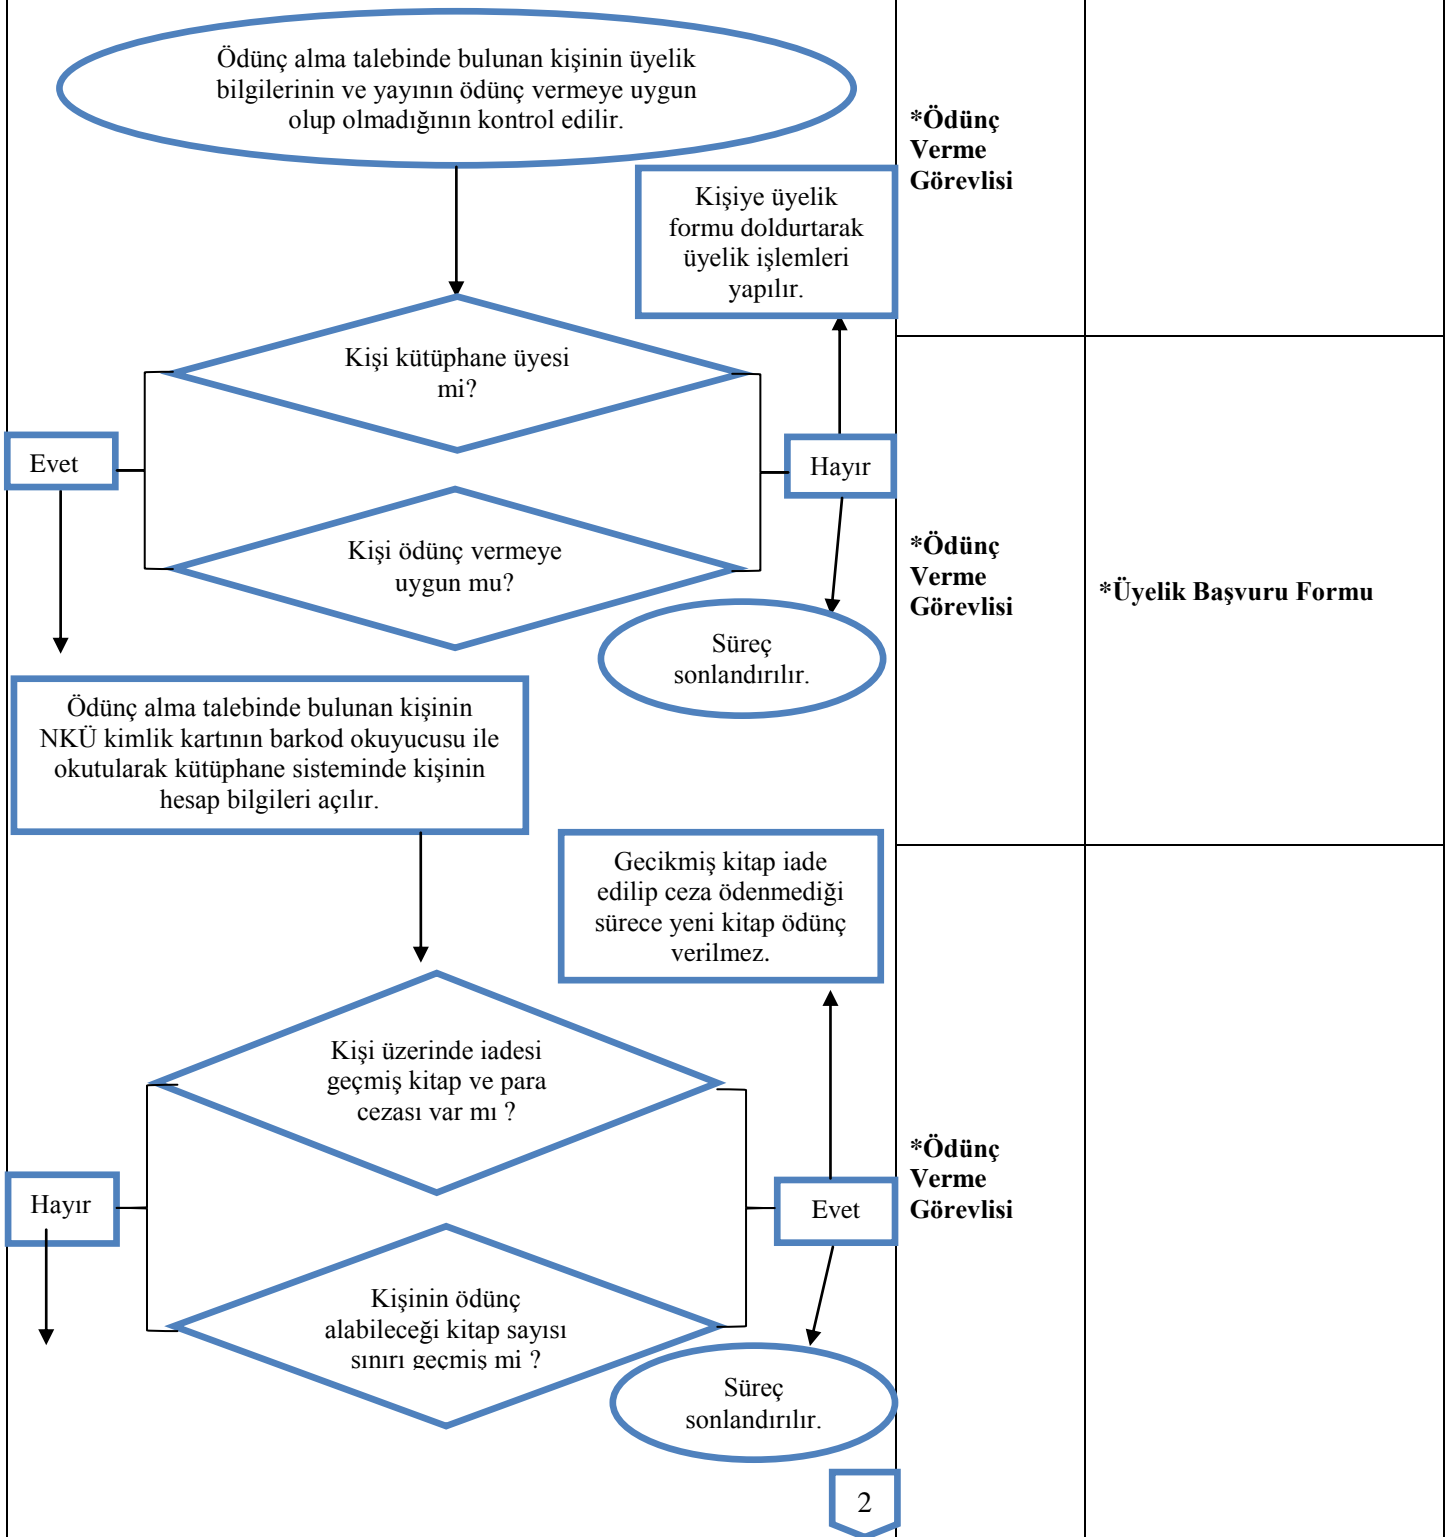 Ödünç alma talebinde bulunan kişinin üyelik
bilgilerinin ve yayının ödünç vermeye uygun
olup olmadığının kontrol edilir.
*Ödünç
Verme
Görevlisi
Kişiye üyelik
formu doldurtarak
üyelik işlemleri
yapılır.
Kişi kütüphane üyesi
mi?
Evet
Hayır
Kişi ödünç vermeye
uygun mu?
*Ödünç
Verme
Görevlisi
*Üyelik Başvuru Formu
Süreç
sonlandırılır.
Ödünç alma talebinde bulunan kişinin
NKÜ kimlik kartının barkod okuyucusu ile
okutularak kütüphane sisteminde kişinin
hesap bilgileri açılır.
Gecikmiş kitap iade
edilip ceza ödenmediği
sürece yeni kitap ödünç
verilmez.
Kişi üzerinde iadesi
geçmiş kitap ve para
cezası var mı ?
*Ödünç
Verme
Görevlisi
Hayır
Evet
Kişinin ödünç
alabileceği kitap sayısı
sınırı geçmiş mi ?
Süreç
sonlandırılır.
2